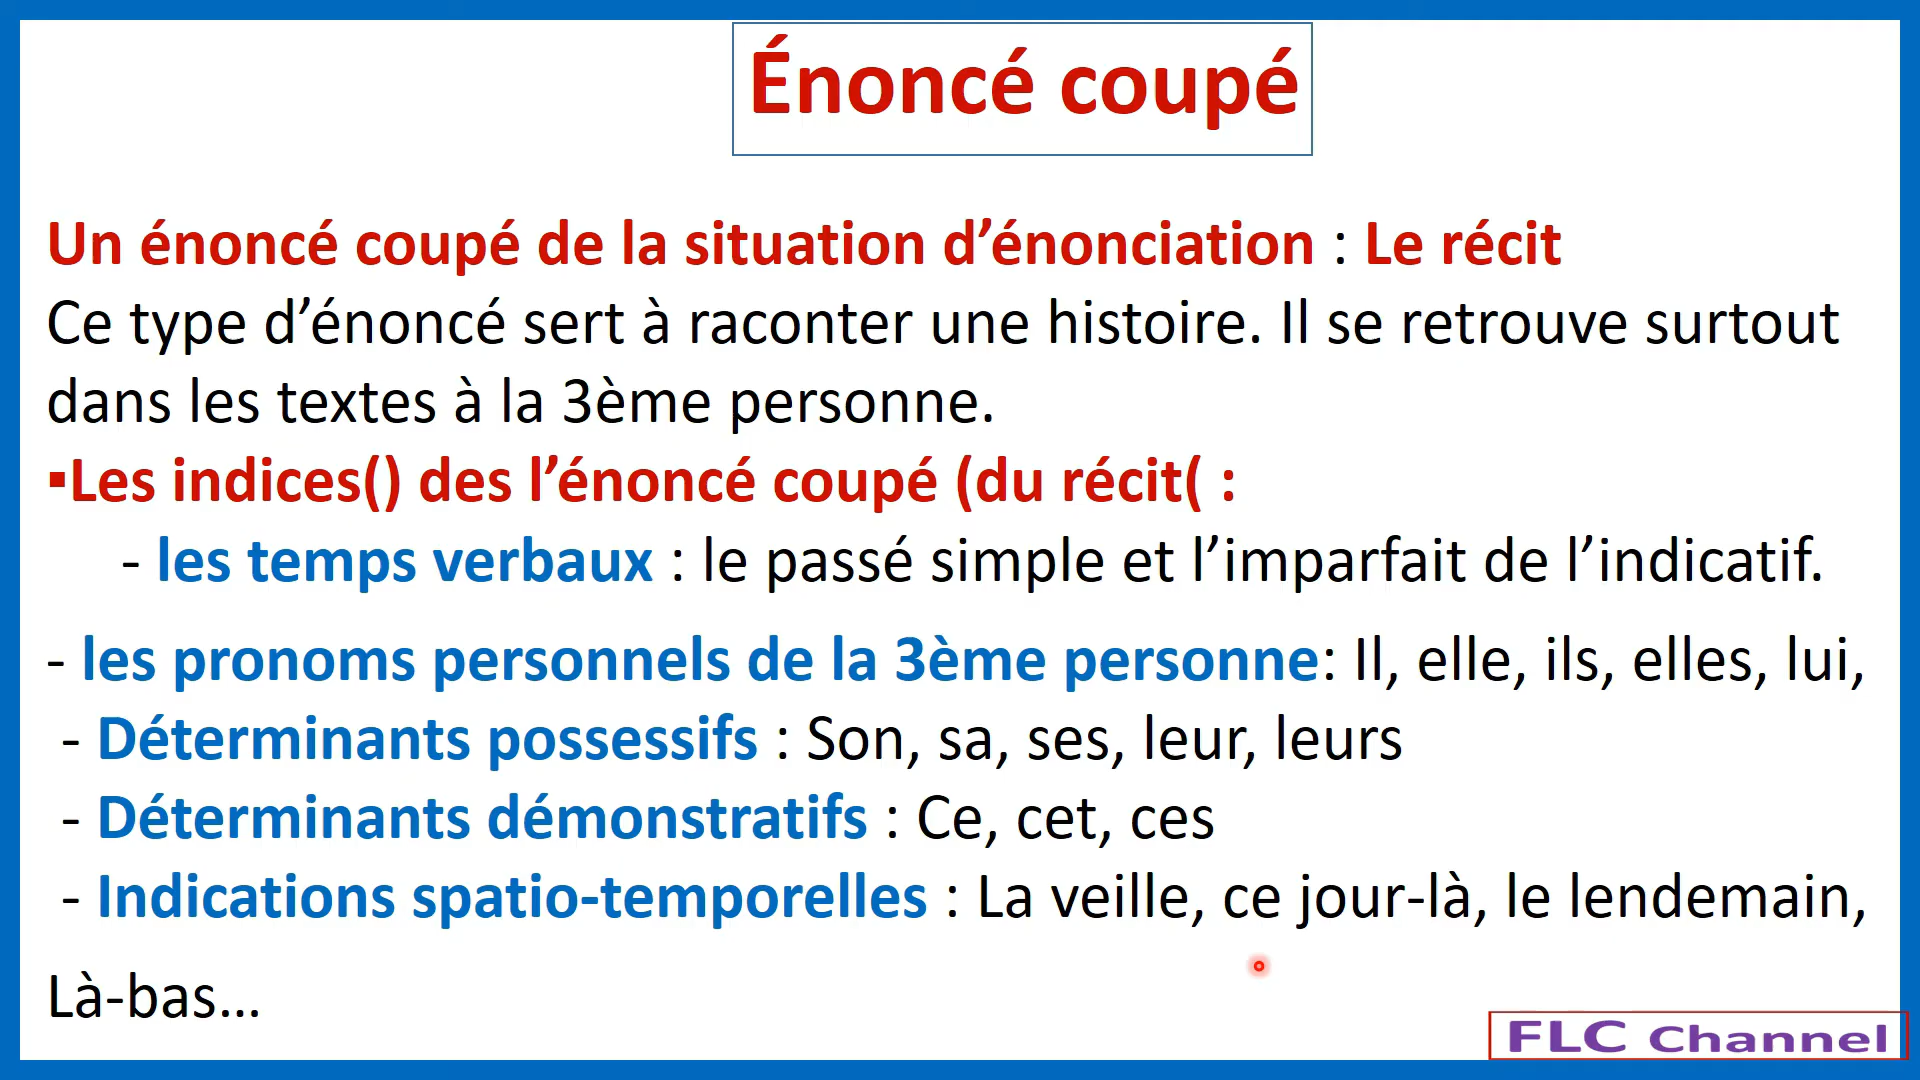 Énoncé coupé
Un énoncé coupé de la situation d’énonciation : Le récit
Ce type d’énoncé sert à raconter une histoire. Il se retrouve surtout
dans les textes à la 3ème personne.
▪Les indices() des l’énoncé coupé (du récit( :
- les temps verbaux : le passé simple et l’imparfait de l’indicatif.
- les pronoms personnels de la 3ème personne: Il, elle, ils, elles, lui,
- Déterminants possessifs : Son, sa, ses, leur, leurs
- Déterminants démonstratifs : Ce, cet, ces
- Indications spatio-temporelles : La veille, ce jour-là, le lendemain,
Là-bas...
FLC Channel